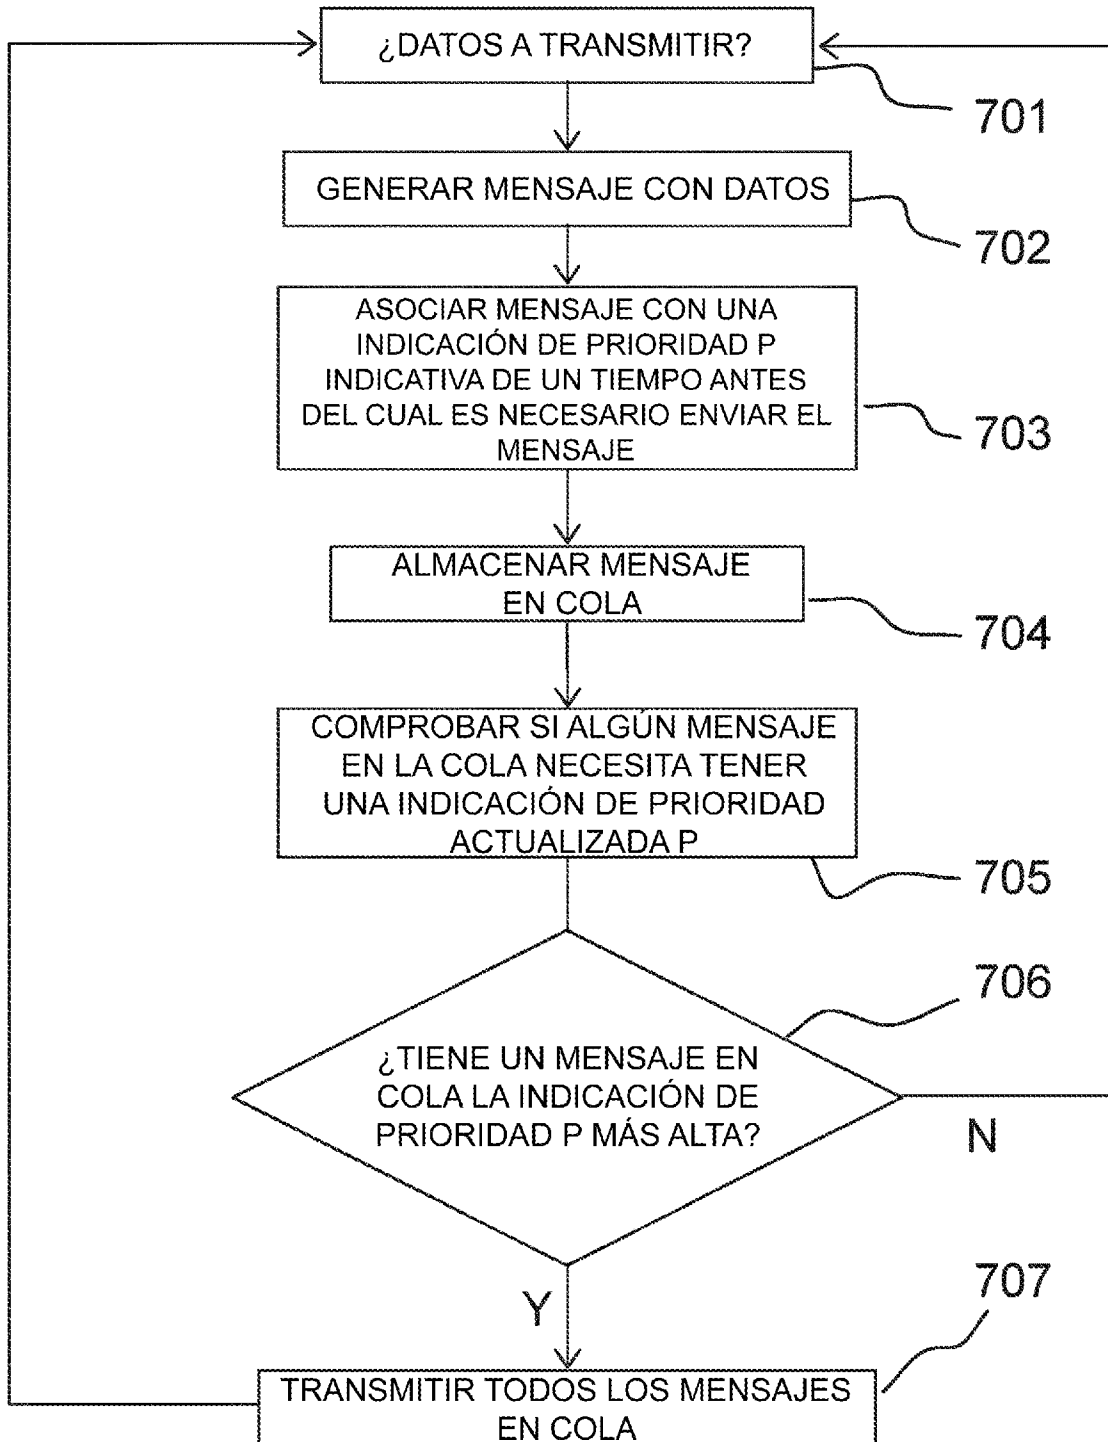 ¿DATOS A TRANSMITIR?
701
GENERAR MENSAJE CON DATOS
702
ASOCIAR MENSAJE CON UNA
INDICACIÓN DE PRIORIDAD P
INDICATIVA DE UN TIEMPO ANTES
DEL CUAL ES NECESARIO ENVIAR EL
MENSAJE
703
ALMACENAR MENSAJE
EN COLA
704
COMPROBAR SI ALGÚN MENSAJE
EN LA COLA NECESITA TENER
UNA INDICACIÓN DE PRIORIDAD
ACTUALIZADA P
705
706
¿TIENE UN MENSAJE EN
COLA LA INDICACIÓN DE
PRIORIDAD P MÁS ALTA?
N
Y
707
TRANSMITIR TODOS LOS MENSAJES
EN COLA